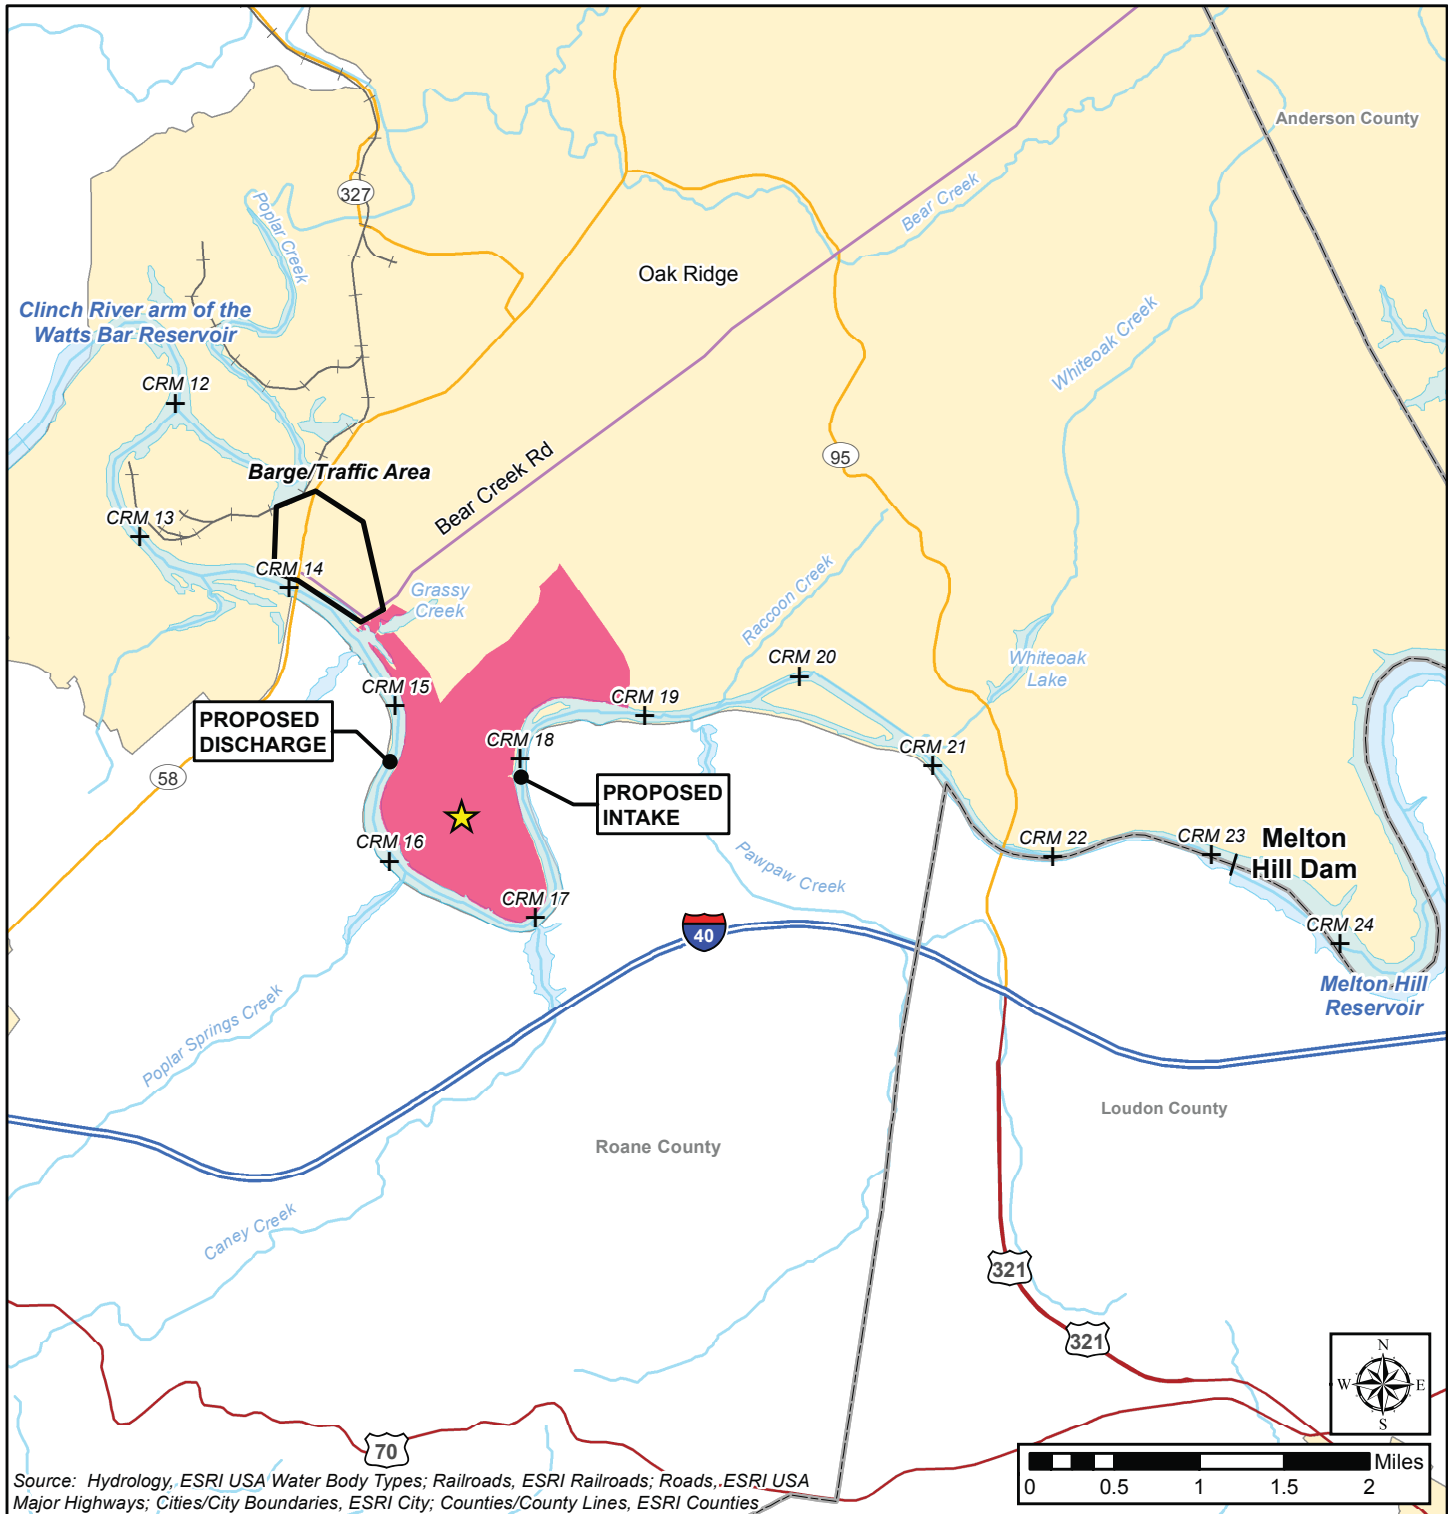 Anderson County
327
Poplar Creek
Bear Creek
Oak Ridge
Clinch River arm of the
Watts Bar Reservoir
Whiteoak Creek
CRM 12
95
Barge/Traffic Area
Bear Creek Rd
CRM 13
CRM 14
Grassy
Creek
Raccoon Creek
CRM 20
Whiteoak
Lake
CRM 15
CRM 19
PROPOSED
DISCHARGE
CRM 18
CRM 21
58
PROPOSED
INTAKE
CRM 16
CRM 22
CRM 23
Melton
Hill Dam
Pawpaw Creek
CRM 17
40
CRM 24
Melton Hill
Reservoir
Poplar Springs Creek
Loudon County
Roane County
Caney Creek
321
321
N
W
E
S
70
Miles
0
0.5
1
1.5
2
Source: Hydrology, ESRI USA Water Body Types; Railroads, ESRI Railroads; Roads, ESRI USA
Major Highways; Cities/City Boundaries, ESRI City; Counties/County Lines, ESRI Counties